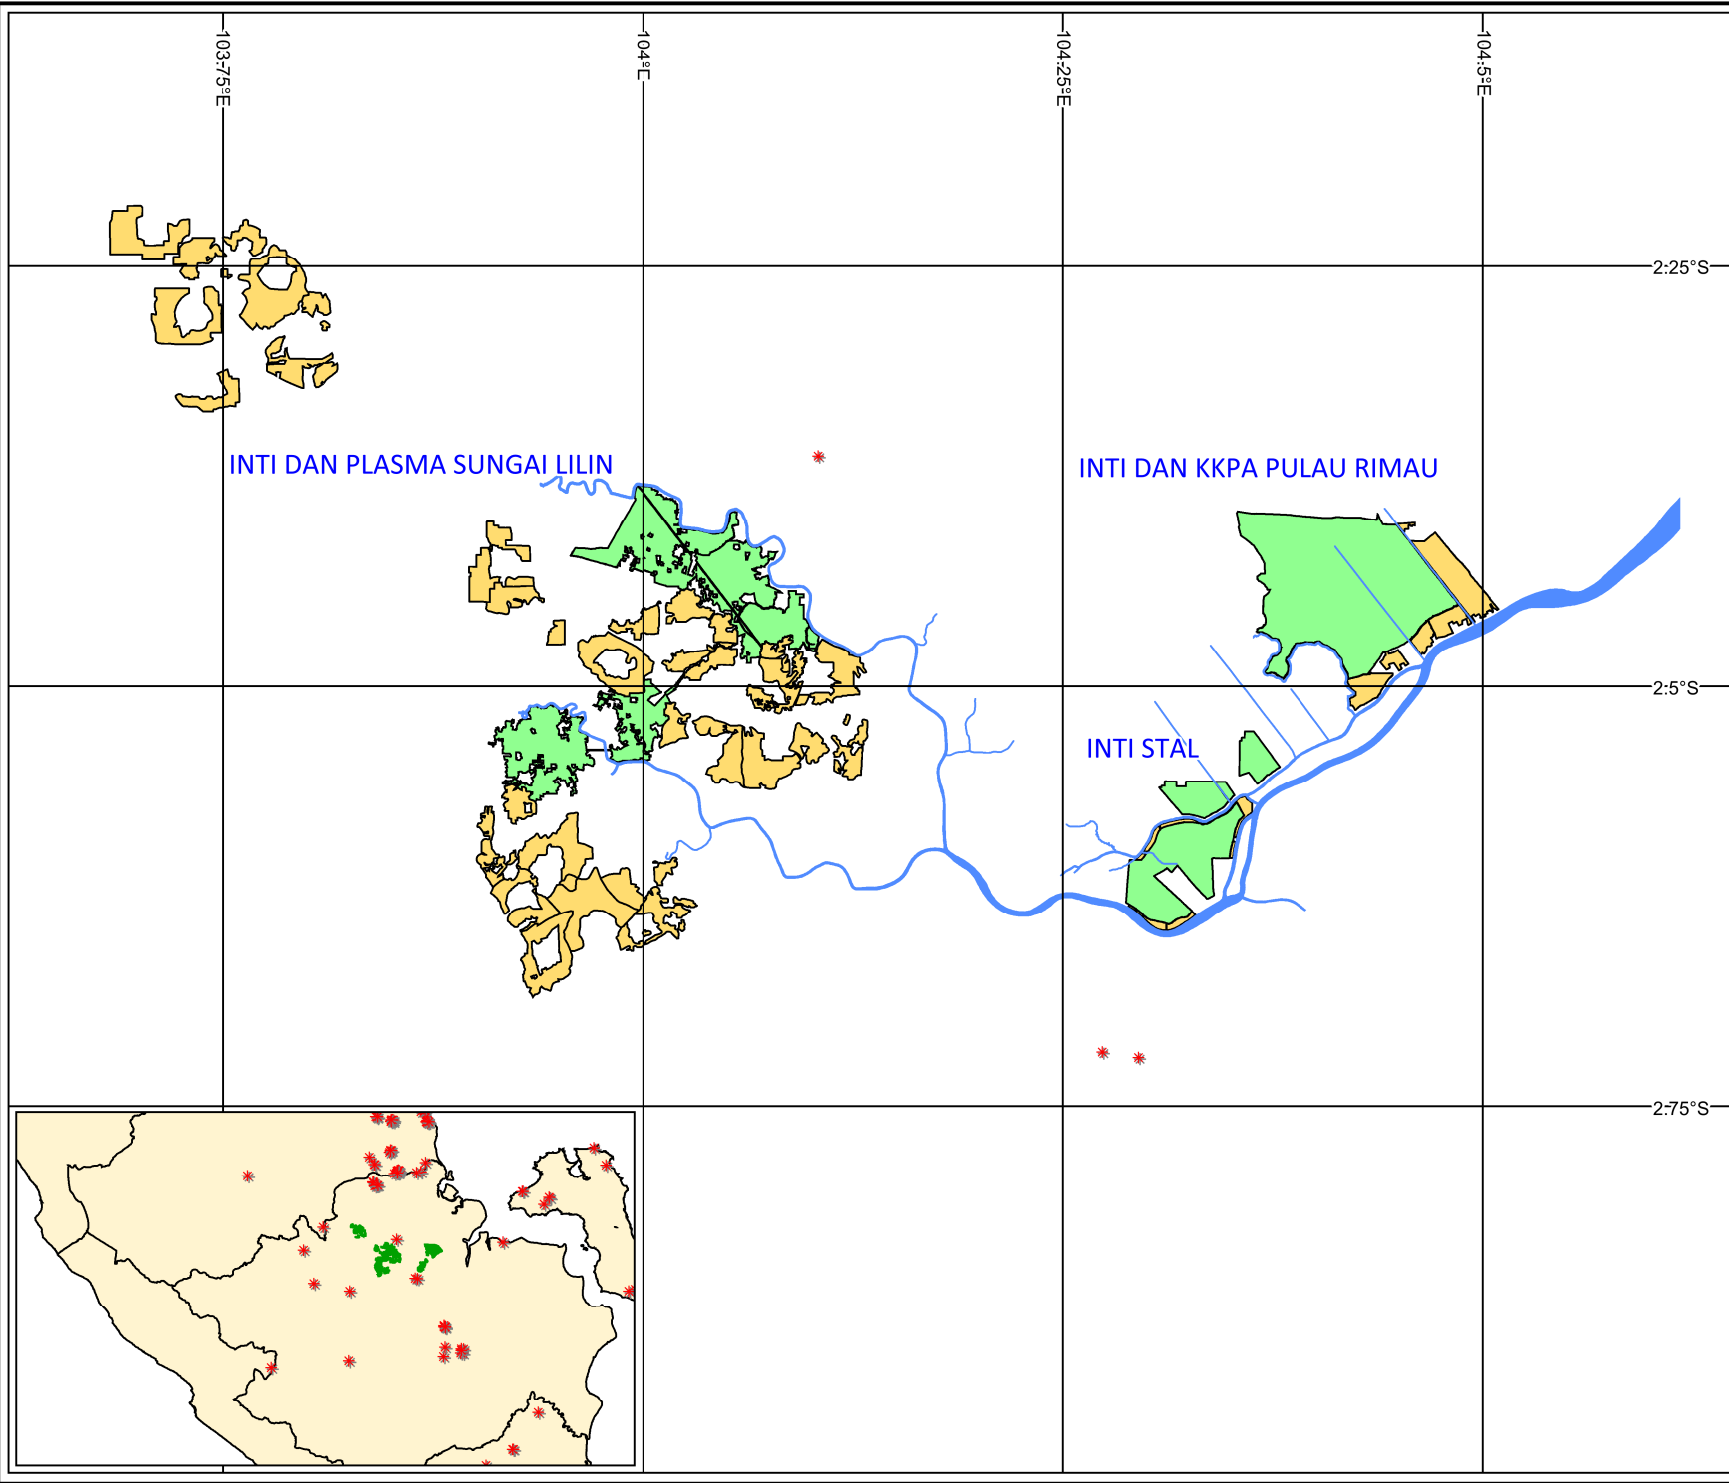 103.75°E
104°E
104.25°E
104.5°E
2.25°S
INTI DAN PLASMA SUNGAI LILIN
INTI DAN KKPA PULAU RIMAU
2.5°S
INTI STAL
2.75°S